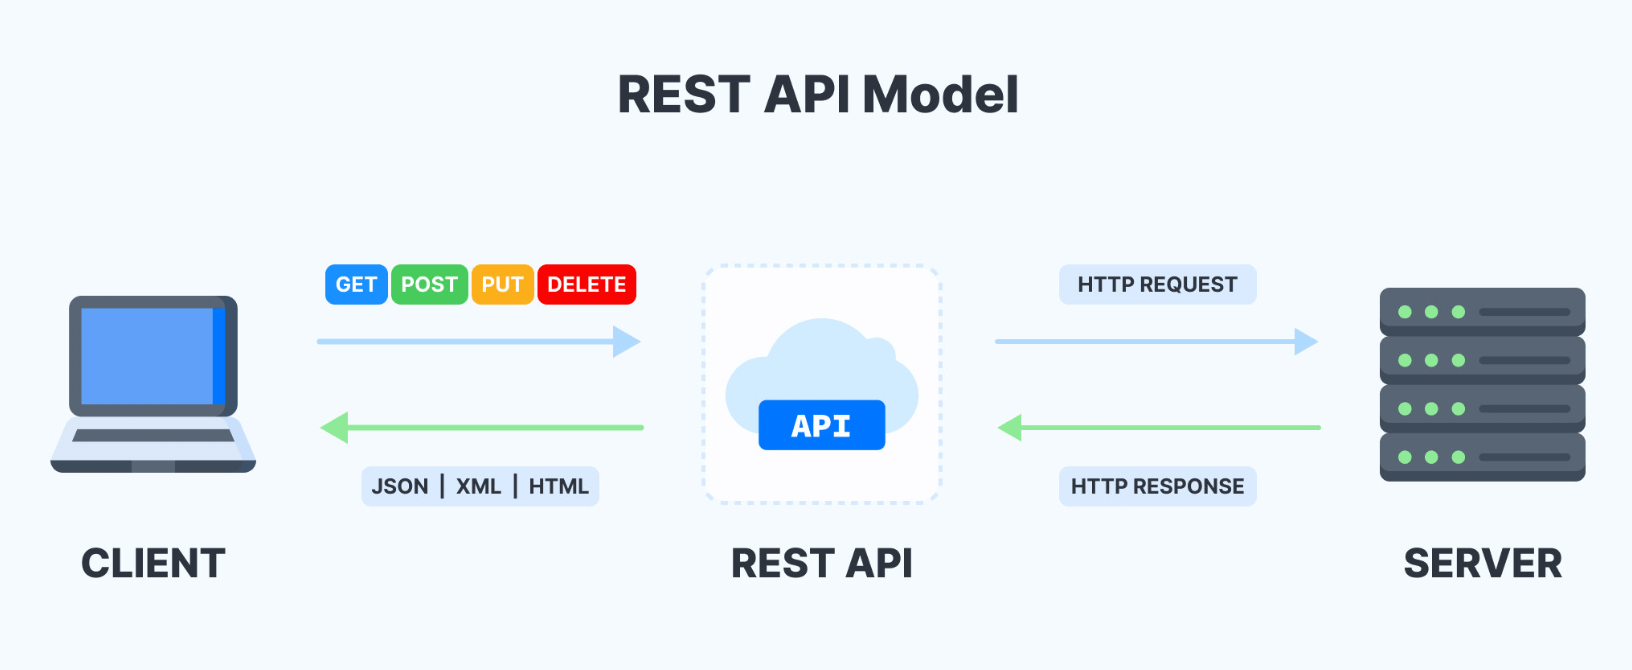 REST API Model
GET POST PUT DELETE
HTTP REQUEST
API
JSON | XML | HTML
HTTP RESPONSE
CLIENT
REST API
SERVER